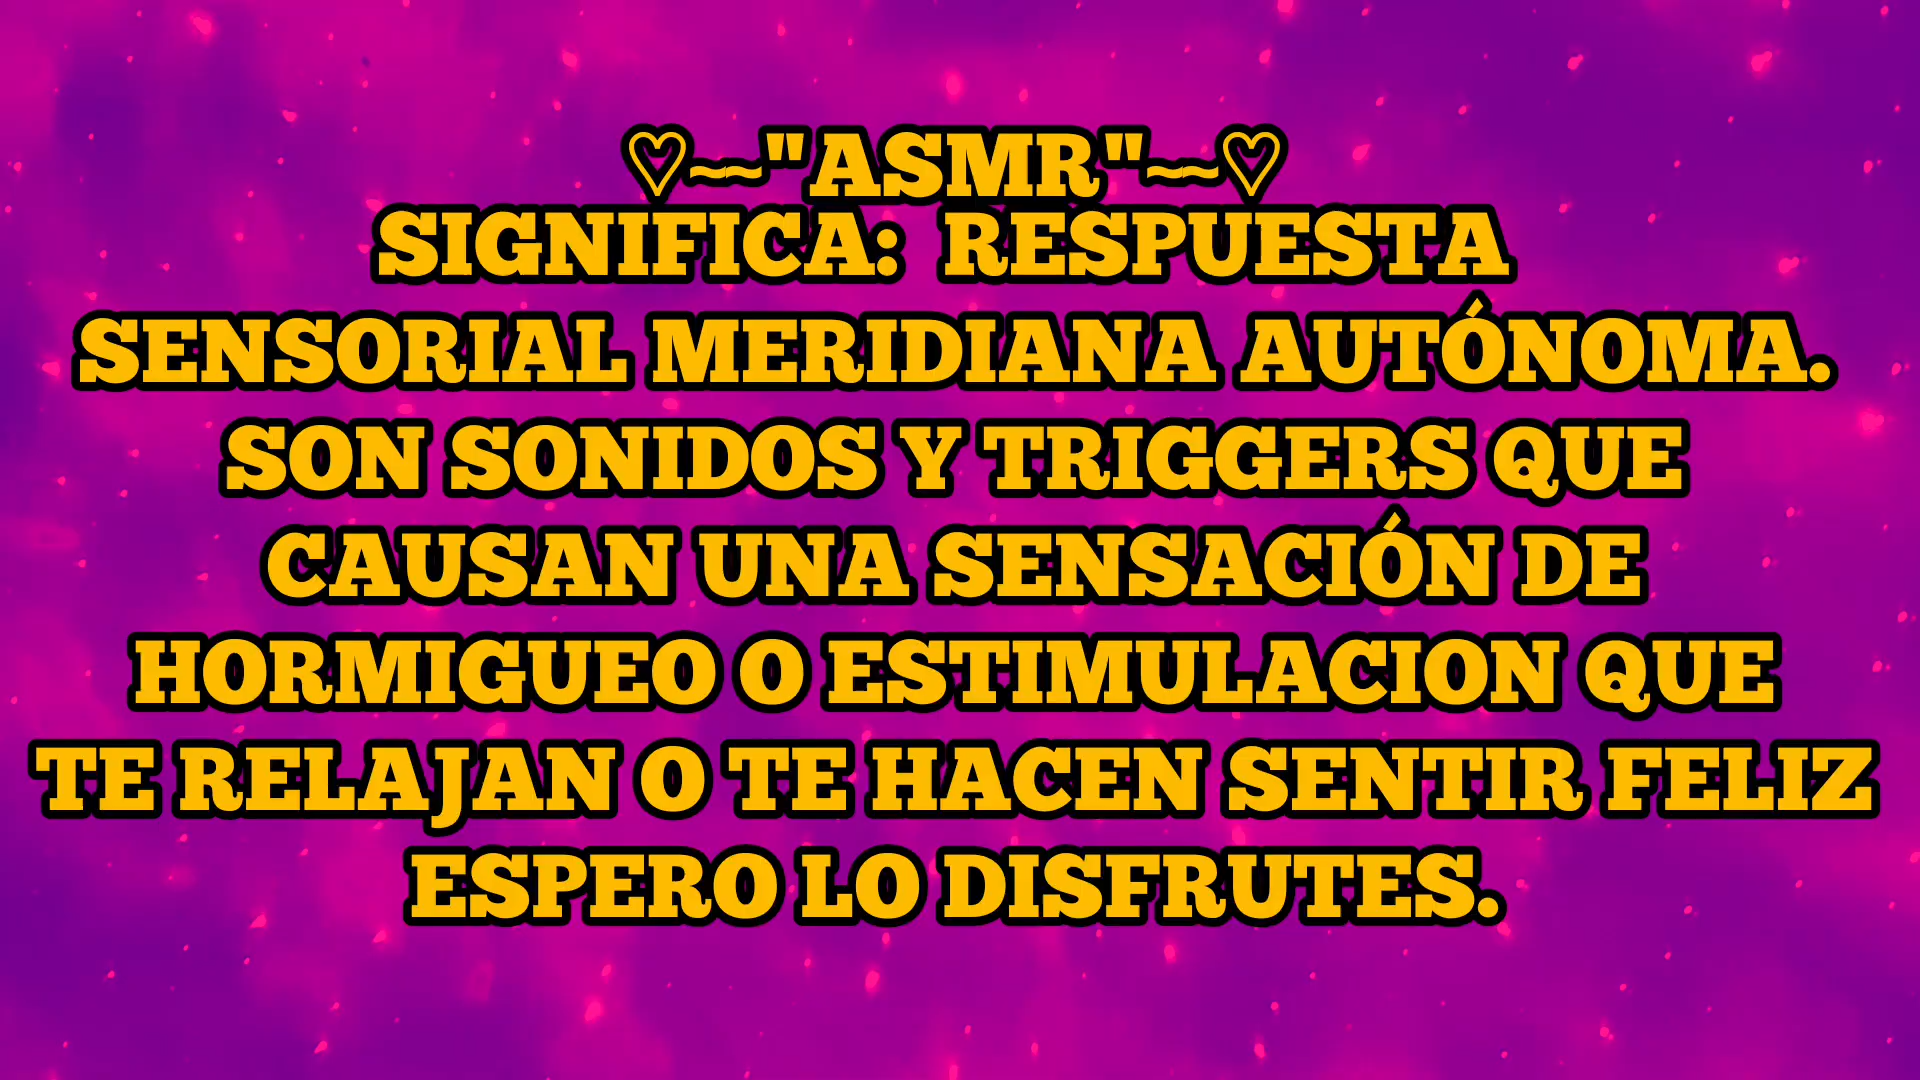 ♡~~"ASMR"~~♡
SIGNIFICA: RESPUESTA
SENSORIAL MERIDIANA AUTÓNOMA.
SON SONIDOS Y TRIGGERS QUE
CAUSAN UNA SENSACIÓN DE
HORMIGUEO O ESTIMULACION QUE
TE RELAJAN O TE HACEN SENTIR FELIZ
ESPERO LO DISFRUTES.